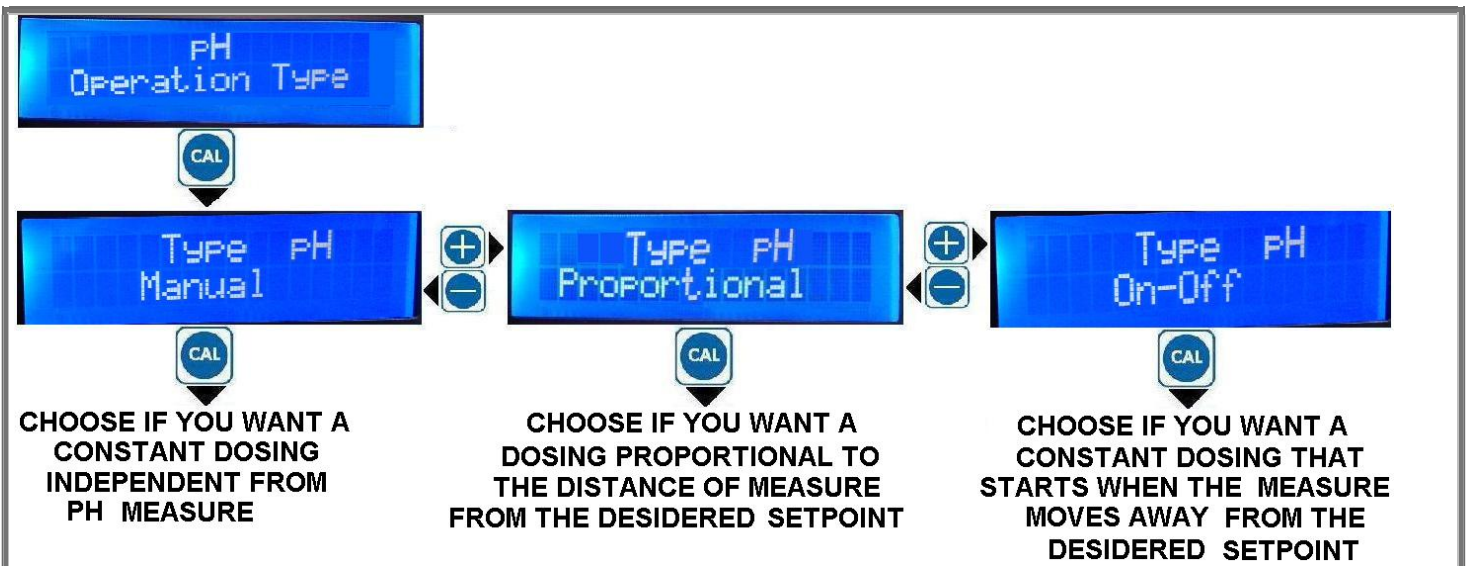 pH
Operation Type
CAL
Type pH
Manual
+
-
Type pH
Proportional
+
-
Type pH
On-Off
CAL
CHOOSE IF YOU WANT A
CONSTANT DOSING
INDEPENDENT FROM
PH MEASURE
CAL
CHOOSE IF YOU WANT A
DOSING PROPORTIONAL TO
THE DISTANCE OF MEASURE
FROM THE DESIDERED SETPOINT
CAL
CHOOSE IF YOU WANT A
CONSTANT DOSING THAT
STARTS WHEN THE MEASURE
MOVES AWAY FROM THE
DESIDERED SETPOINT